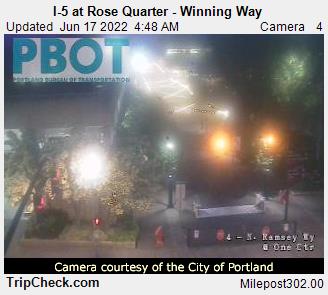 I-5 at Rose Quarter - Winning Way
Updated Jun 17 2022 4:48 AM Camera 4
PBOT
PORTLAND BUREAU OF TRANSPORTATION
4 - N. Ramsey Wy
@ One Ctr
Camera courtesy of the City of Portland
TripCheck.com Milepost302.00